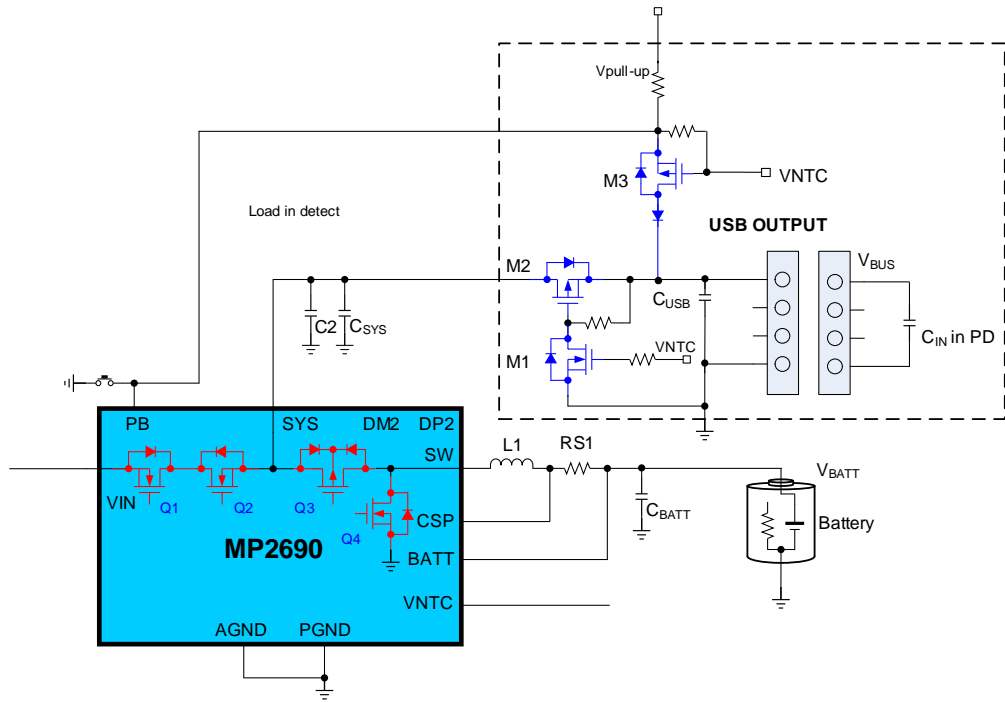 Vpull-up
M3
VNTC
Load in detect
USB OUTPUT
M2
VBUS
CUSB
C2
CSYS
CIN in PD
M1
VNTC
PB
SYS
DM2
DP2
SW
L1
RS1
VIN
Q1
Q2
Q3
Q4
CSP
CBATT
VBATT
Battery
MP2690
BATT
VNTC
AGND
PGND